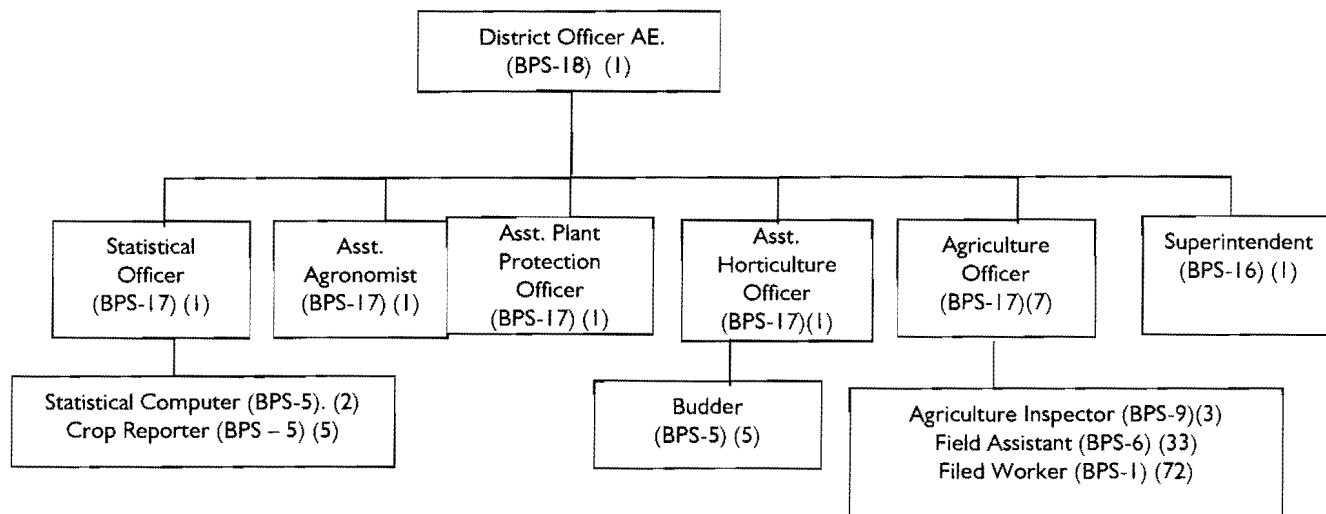 District Officer AE.
(BPS-18) (1)
Statistical
Officer
(BPS-17) (1)
Asst.
Agronomist
(BPS-17) (1)
Asst. Plant
Protection
Officer
(BPS-17) (1)
Asst.
Horticulture
Officer
(BPS-17)(1)
Agriculture
Officer
(BPS-17)(7)
Superintendent
(BPS-16) (1)
Statistical Computer (BPS-5). (2)
Crop Reporter (BPS – 5) (5)
Budder
(BPS-5) (5)
Agriculture Inspector (BPS-9)(3)
Field Assistant (BPS-6) (33)
Filed Worker (BPS-1) (72)